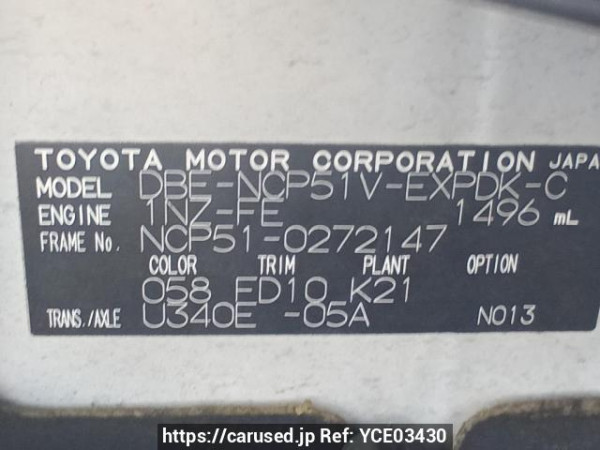 TOYOTA MOTOR CORPORATION JAPA
MODEL DBE-NCP51V-EXPDK-C
ENGINE 1NZ-FE 1496 mL
FRAME No. NCP51-0272147
COLOR TRIM PLANT OPTION
058 FD10 K21
TRANS./AXLE U340E -05A N013
https://carused.jp Ref: YCE03430